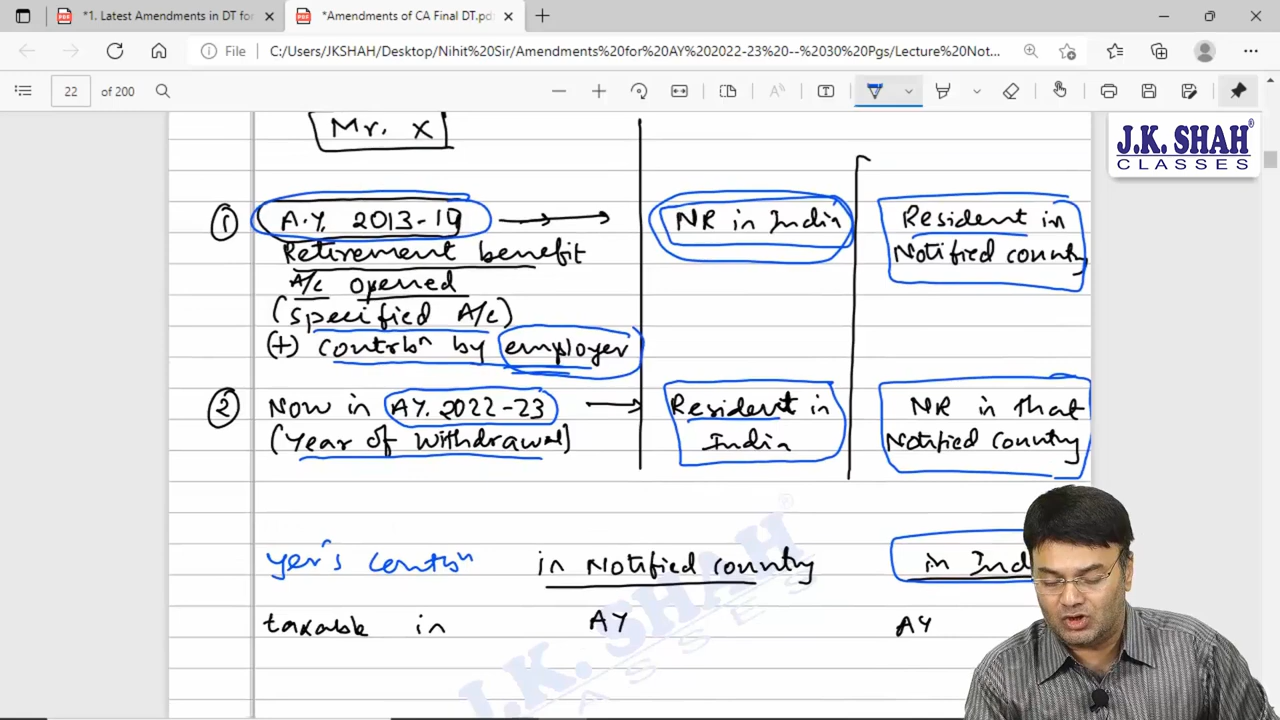 *1. Latest Amendments in DT for
*Amendments of CA Final DT.pd
File
C:/Users/JKSHAH/Desktop/Nihit%20Sir/Amendments%20for%20AY%202022-23%20--%2030%20Pgs/Lecture%20Not...
22 of 200
J.K. SHAH®
CLASSES
Mr. X
① A.Y. 2013-14 NR in India Resident in
Retirement benefit Notified country
A/c opened
(Specified A/c)
(+) contrbn by employer
② Now in AY. 2022-23 Resident in NR in that
(Year of withdrawal) India Notified country
yer's contbn in Notified country in Ind
taxable in AY AY
J.K. SHAH
CLASSES